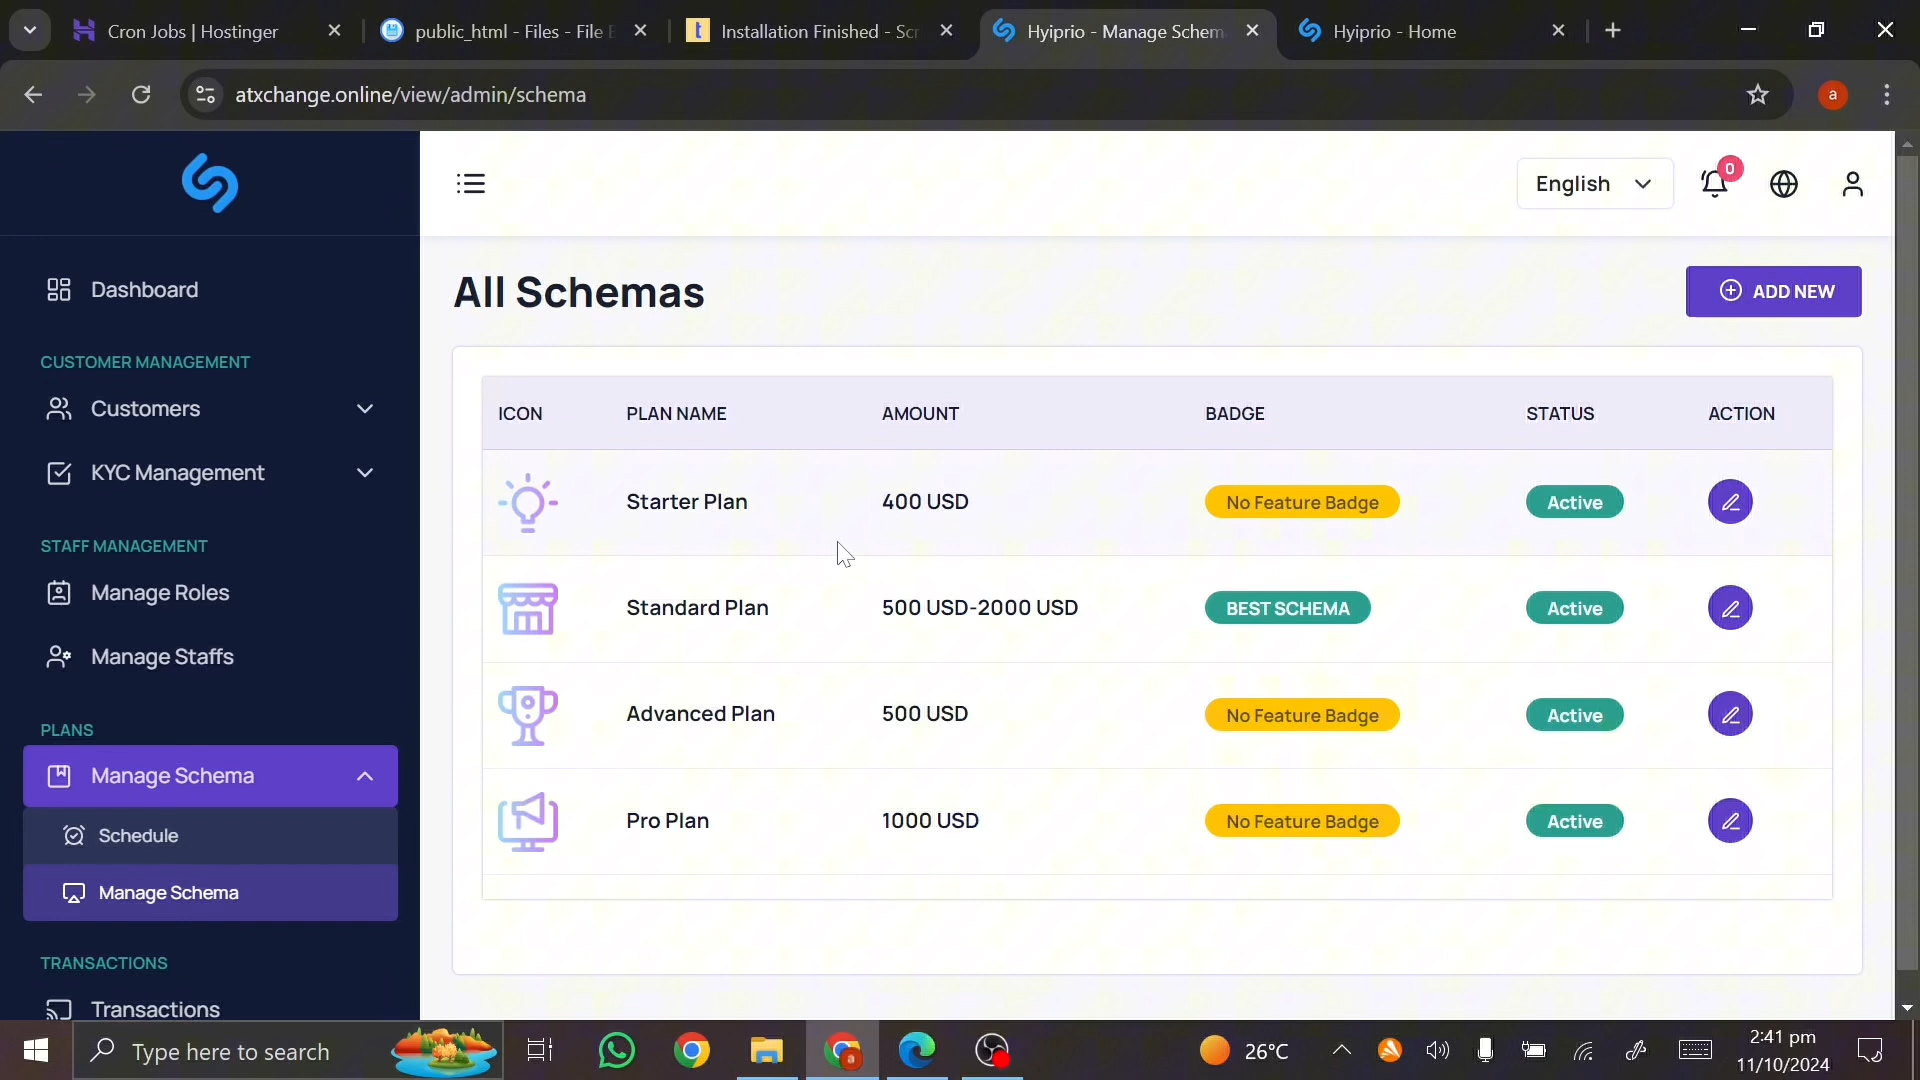 Cron Jobs | Hostinger
public_html - Files - File
Installation Finished - Scr
Hyiprio - Manage Schem
Hyiprio - Home
atxchange.online/view/admin/schema
a
English
0
Dashboard
All Schemas
ADD NEW
CUSTOMER MANAGEMENT
Customers
KYC Management
STAFF MANAGEMENT
Manage Roles
Manage Staffs
PLANS
Manage Schema
Schedule
Manage Schema
TRANSACTIONS
Transactions
ICON PLAN NAME AMOUNT BADGE STATUS ACTION
Starter Plan 400 USD No Feature Badge Active
Standard Plan 500 USD-2000 USD BEST SCHEMA Active
Advanced Plan 500 USD No Feature Badge Active
Pro Plan 1000 USD No Feature Badge Active
Type here to search
26°C
2:41 pm
11/10/2024